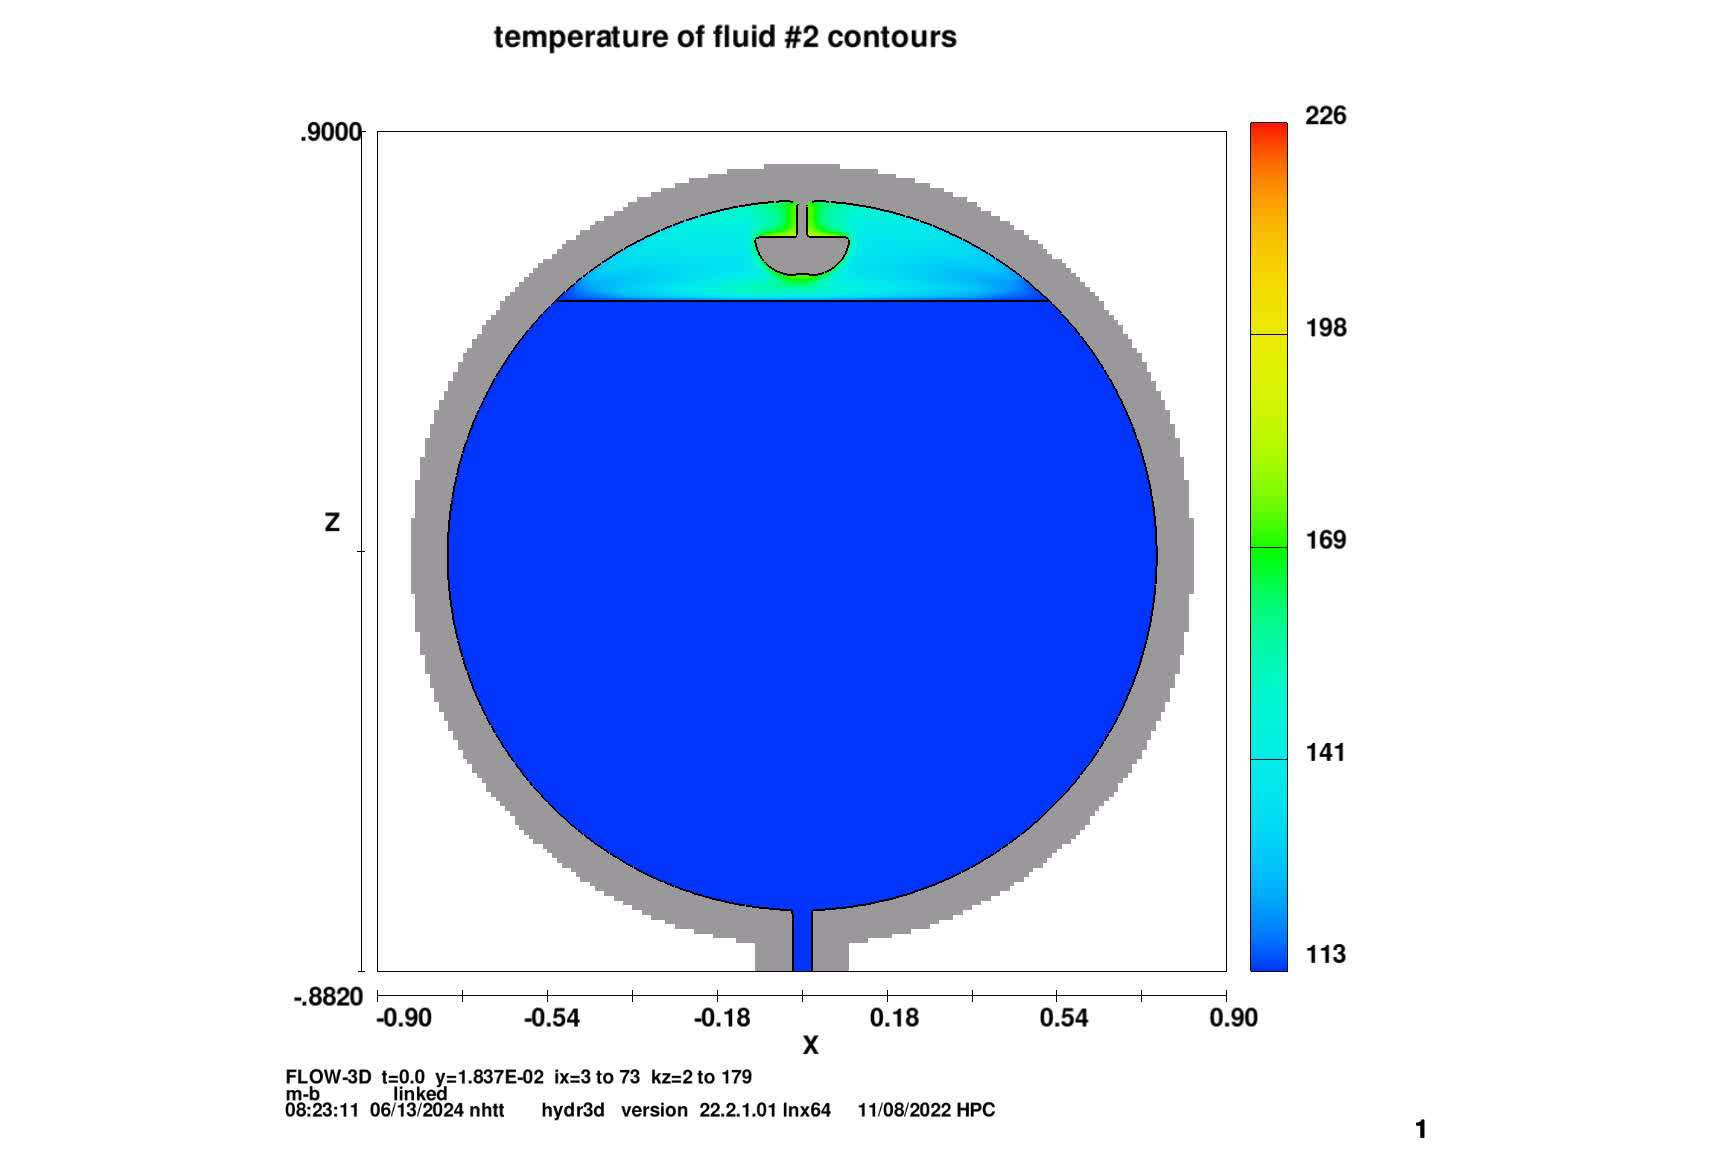 temperature of fluid #2 contours
.9000
Z
-.8820
226
198
169
141
113
-0.90 -0.54 -0.18 0.18 0.54 0.90
X
FLOW-3D t=0.0 y=1.837E-02 ix=3 to 73 kz=2 to 179
m-b linked
08:23:11 06/13/2024 nhtt hydr3d version 22.2.1.01 lnx64 11/08/2022 HPC
1